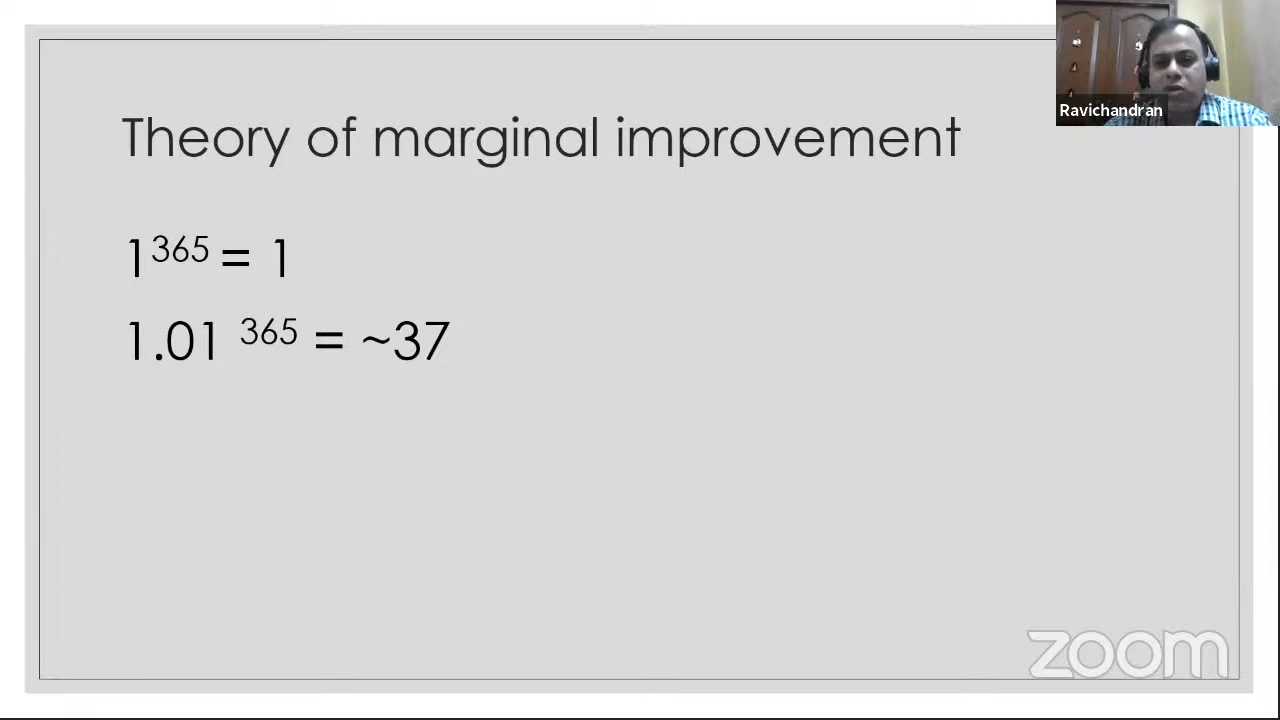 Theory of marginal improvement
Ravichandran
1³⁶⁵ = 1
1.01 ³⁶⁵ = ~37
zoom